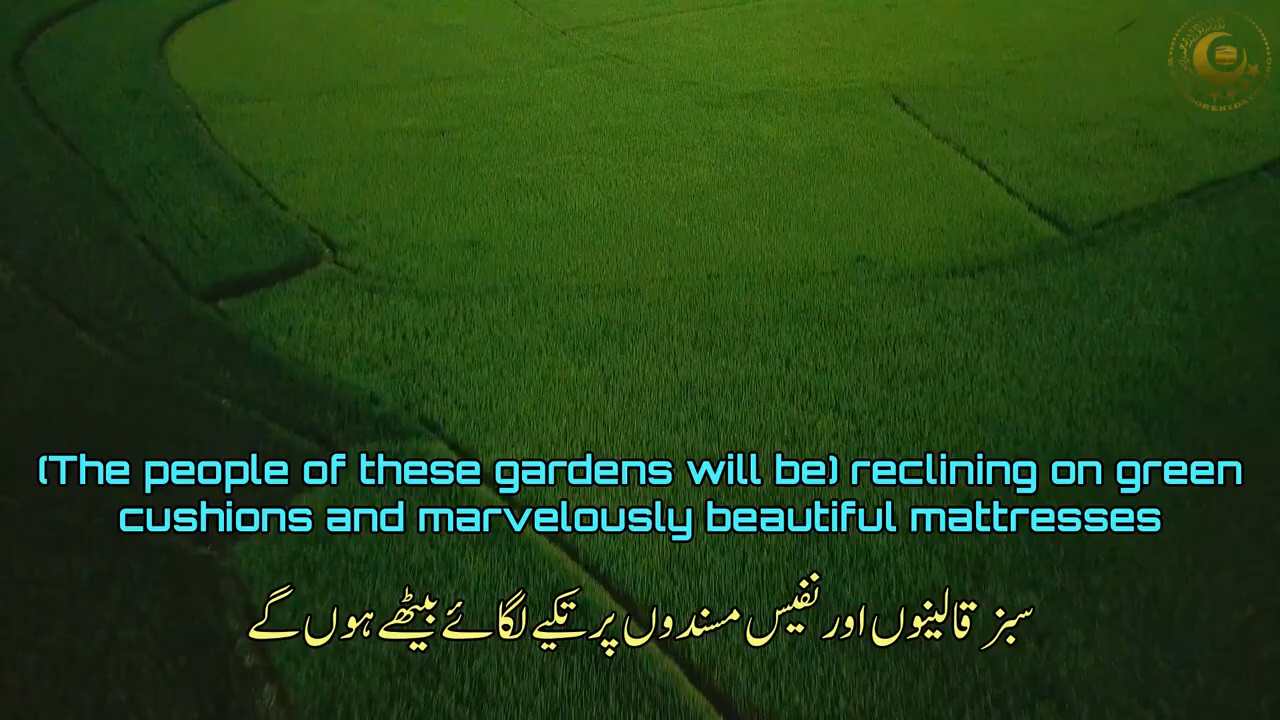 (The people of these gardens will be) reclining on green
cushions and marvelously beautiful mattresses
سبز قالینوں اور نفیس مسندوں پر تکیے لگائے بیٹھے ہوں گے